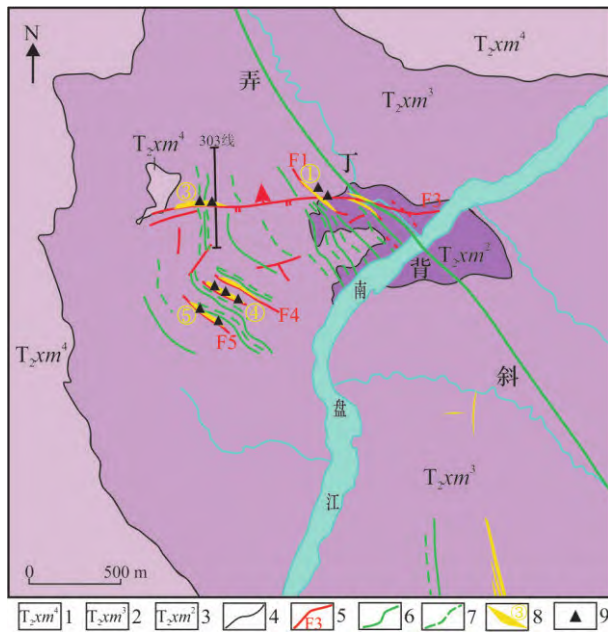 N
T₂xm⁴
T₂xm³
弄
T₂xm⁴
303线
F1
①
丁
③
F3
背
T₂xm²
南
④
F4
⑤
F5
T₂xm⁴
斜
盘
T₂xm³
江
0 500 m
T₂xm⁴ 1 T₂xm³ 2 T₂xm² 3 4 F3 5 6 7 ③ 8 9